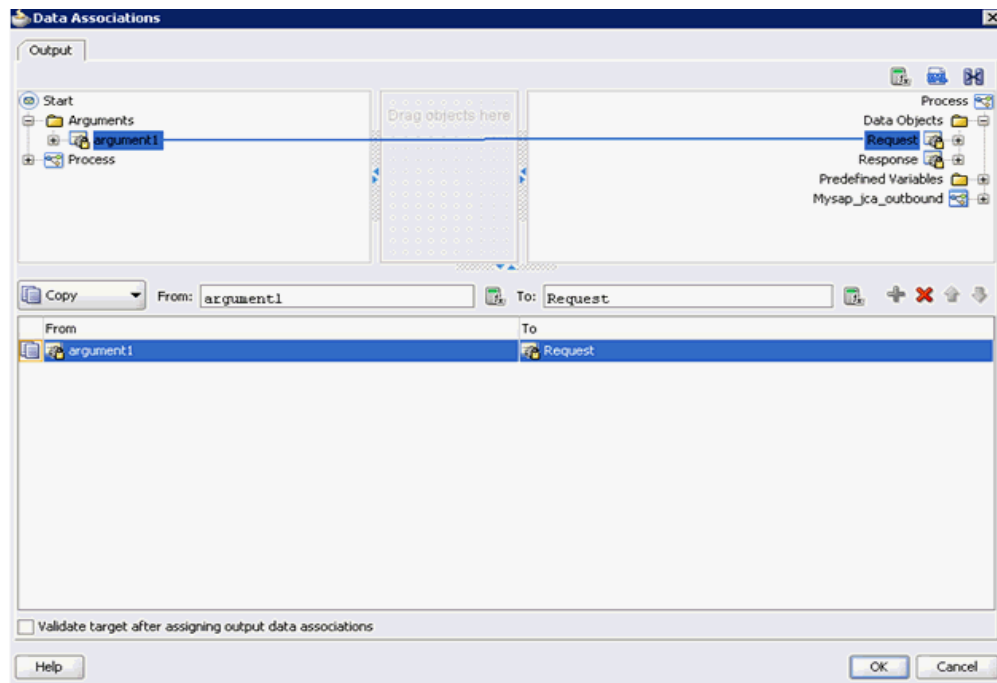 Data Associations
Output
Start
Arguments
argument1
Process
Drag objects here
Process
Data Objects
Request
Response
Predefined Variables
Mysap_jca_outbound
Copy From: argument1 To: Request
From To
argument1 Request
Validate target after assigning output data associations
Help OK Cancel